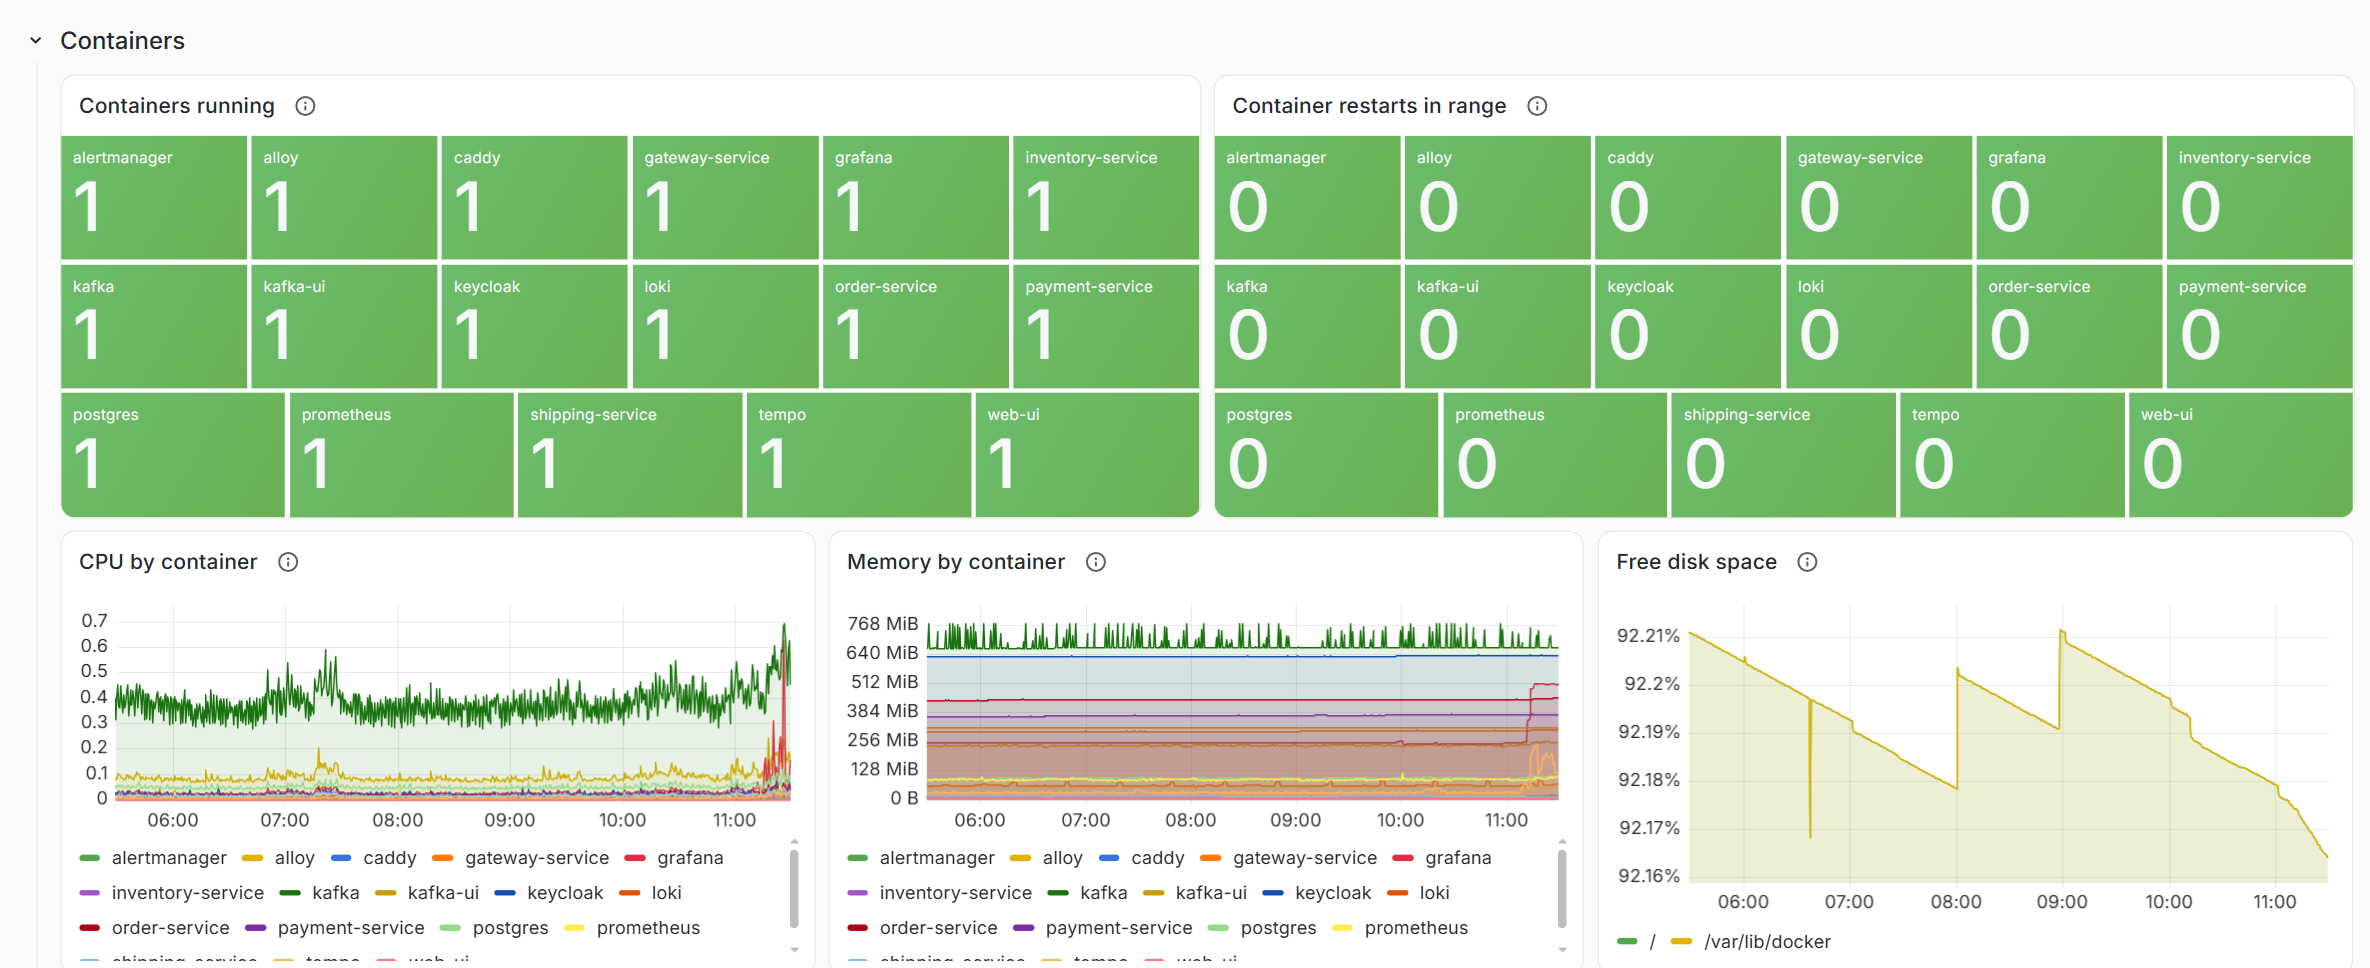 Containers
Containers running
Container restarts in range
alertmanager alloy caddy gateway-service grafana inventory-service
1 1 1 1 1 1
kafka kafka-ui keycloak loki order-service payment-service
1 1 1 1 1 1
postgres prometheus shipping-service tempo web-ui
1 1 1 1 1
alertmanager alloy caddy gateway-service grafana inventory-service
0 0 0 0 0 0
kafka kafka-ui keycloak loki order-service payment-service
0 0 0 0 0 0
postgres prometheus shipping-service tempo web-ui
0 0 0 0 0
CPU by container
0.7
0.6
0.5
0.4
0.3
0.2
0.1
0
06:00 07:00 08:00 09:00 10:00 11:00
alertmanager alloy caddy gateway-service grafana
inventory-service kafka kafka-ui keycloak loki
order-service payment-service postgres prometheus
shipping-service tempo web-ui
Memory by container
768 MiB
640 MiB
512 MiB
384 MiB
256 MiB
128 MiB
0 B
06:00 07:00 08:00 09:00 10:00 11:00
alertmanager alloy caddy gateway-service grafana
inventory-service kafka kafka-ui keycloak loki
order-service payment-service postgres prometheus
shipping-service tempo web-ui
Free disk space
92.21%
92.2%
92.19%
92.18%
92.17%
92.16%
06:00 07:00 08:00 09:00 10:00 11:00
/ /var/lib/docker